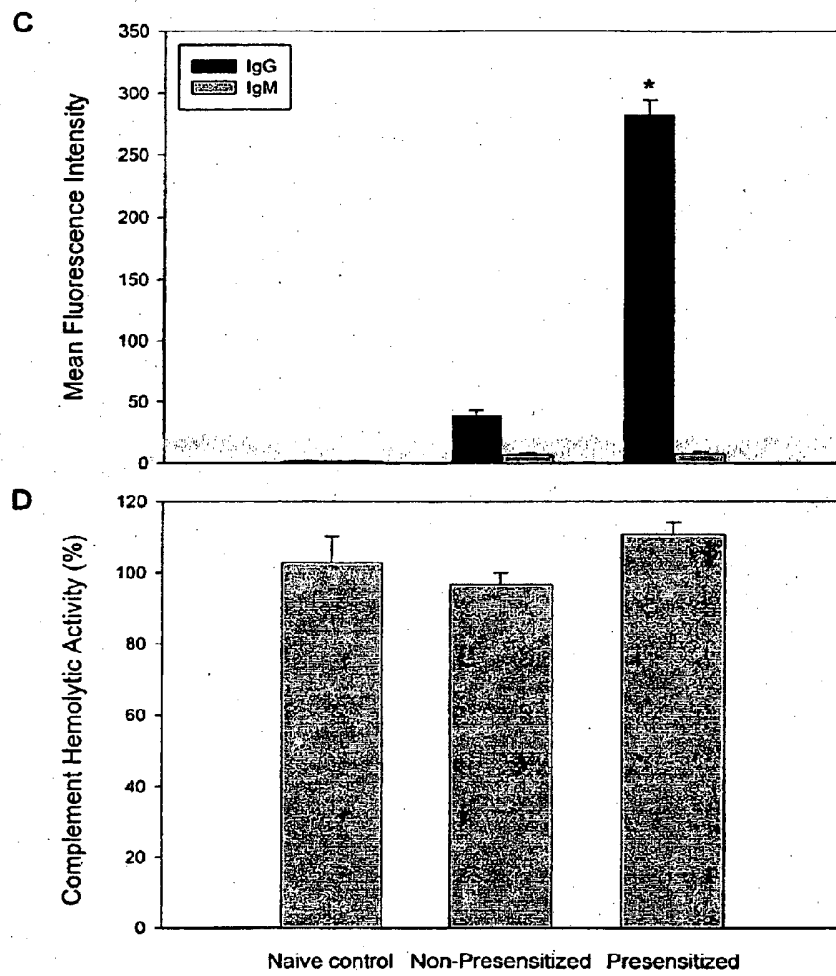 C
350
300
250
200
150
100
50
0
Mean Fluorescence Intensity
IgG
IgM
*
D
120
100
80
60
40
20
0
Complement Hemolytic Activity (%)
Naive control Non-Presensitized Presensitized